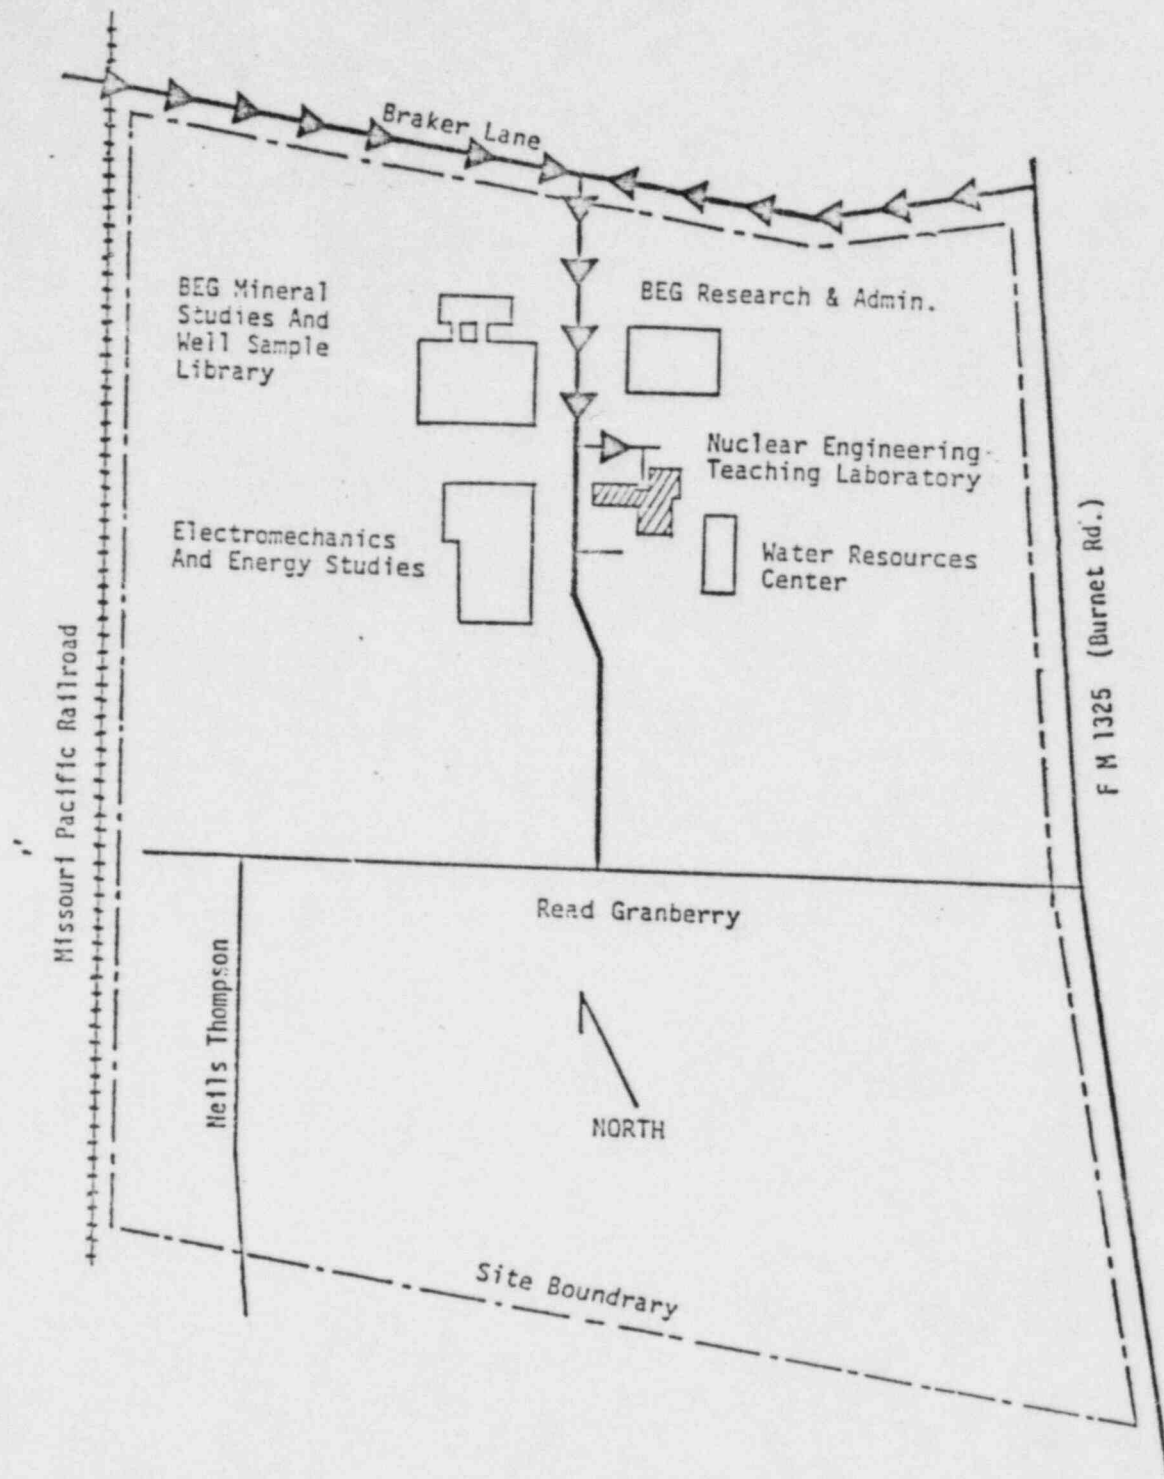 Braker Lane
BEG Mineral
Studies And
Well Sample
Library
BEG Research & Admin.
Nuclear Engineering
Teaching Laboratory
Electromechanics
And Energy Studies
Water Resources
Center
F M 1325 (Burnet Rd.)
Missouri Pacific Railroad
Read Granberry
Neils Thompson
NORTH
Site Boundrary